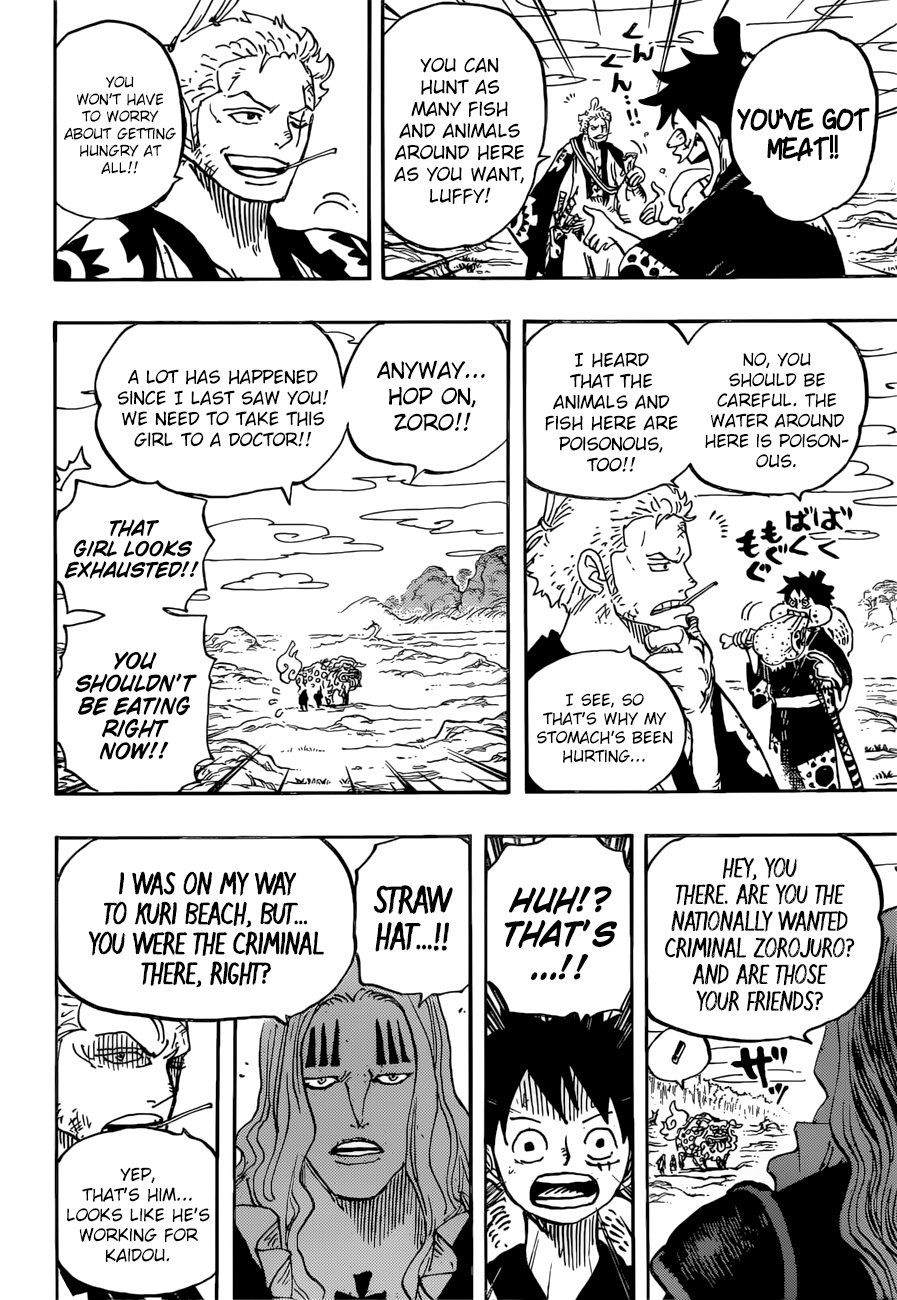 YOU'VE GOT
MEAT!!
くんくん…!!
YOU CAN
HUNT AS
MANY FISH
AND ANIMALS
AROUND HERE
AS YOU WANT,
LUFFY!
YOU
WON'T HAVE
TO WORRY
ABOUT GETTING
HUNGRY AT
ALL!!
NO, YOU
SHOULD BE
CAREFUL. THE
WATER AROUND
HERE IS POISON-
OUS.
I HEARD
THAT THE
ANIMALS AND
FISH HERE ARE
POISONOUS,
TOO!!
ばくばく
もぐもぐ
I SEE, SO
THAT'S WHY MY
STOMACH'S BEEN
HURTING...
ANYWAY...
HOP ON,
ZORO!!
A LOT HAS HAPPENED
SINCE I LAST SAW YOU!
WE NEED TO TAKE THIS
GIRL TO A DOCTOR!!
THAT
GIRL LOOKS
EXHAUSTED!!
YOU
SHOULDN'T
BE EATING
RIGHT
NOW!!
HEY, YOU
THERE. ARE YOU THE
NATIONALLY WANTED
CRIMINAL ZOROJURO?
AND ARE THOSE
YOUR FRIENDS?
!
ザッ
HUH!?
THAT'S
...!!
STRAW
HAT...!!
I WAS ON MY WAY
TO KURI BEACH, BUT...
YOU WERE THE CRIMINAL
THERE, RIGHT?
YEP,
THAT'S HIM...
LOOKS LIKE HE'S
WORKING FOR
KAIDOU.